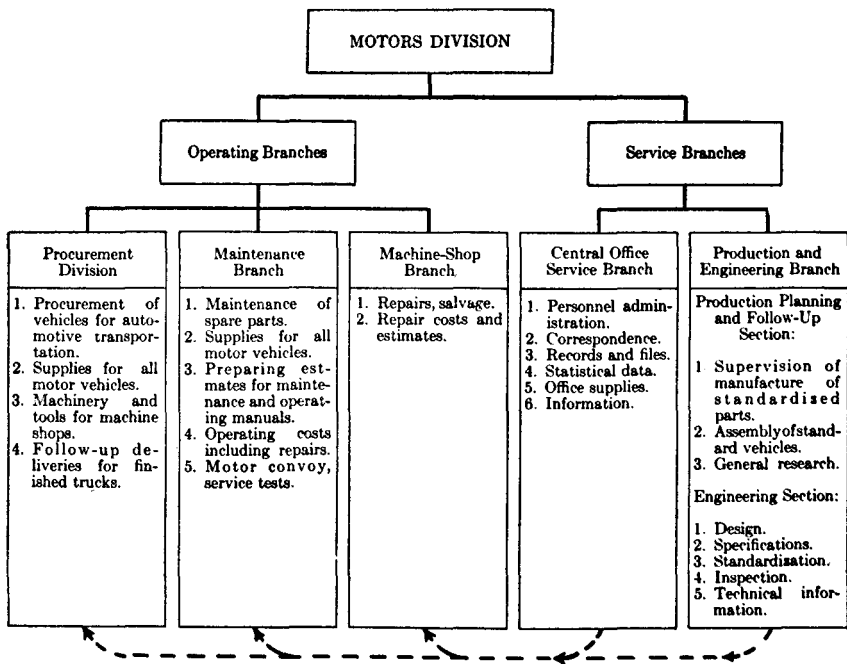 MOTORS DIVISION
Operating Branches
Service Branches
Procurement
Division
1. Procurement of
vehicles for auto-
motive transpor-
tation.
2. Supplies for all
motor vehicles.
3. Machinery and
tools for machine
shops.
4. Follow-up de-
liveries for fin-
ished trucks.
Maintenance
Branch
1. Maintenance of
spare parts.
2. Supplies for all
motor vehicles.
3. Preparing est-
imates for mainte-
nance and operat-
ing manuals.
4. Operating costs
including repairs.
5. Motor convoy,
service tests.
Machine-Shop
Branch
1. Repairs, salvage.
2. Repair costs and
estimates.
Central Office
Service Branch
1. Personnel admin-
istration.
2. Correspondence.
3. Records and files.
4. Statistical data.
5. Office supplies.
6. Information.
Production and
Engineering Branch
Production Planning
and Follow-Up
Section:
1 Supervision of
manufacture of
standardised
parts.
2. Assembly of stand-
ard vehicles.
3. General research.
Engineering Section:
1. Design.
2. Specifications.
3. Standardization.
4. Inspection.
5. Technical infor-
mation.